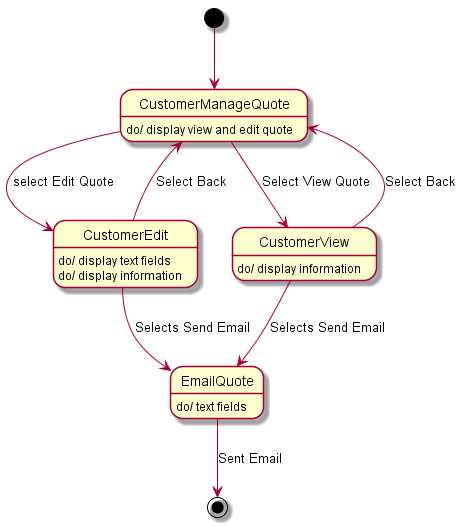 CustomerManageQuote
do/ display view and edit quote
select Edit Quote
Select Back
Select View Quote
Select Back
CustomerEdit
do/ display text fields
do/ display information
CustomerView
do/ display information
Selects Send Email
Selects Send Email
EmailQuote
do/ text fields
Sent Email